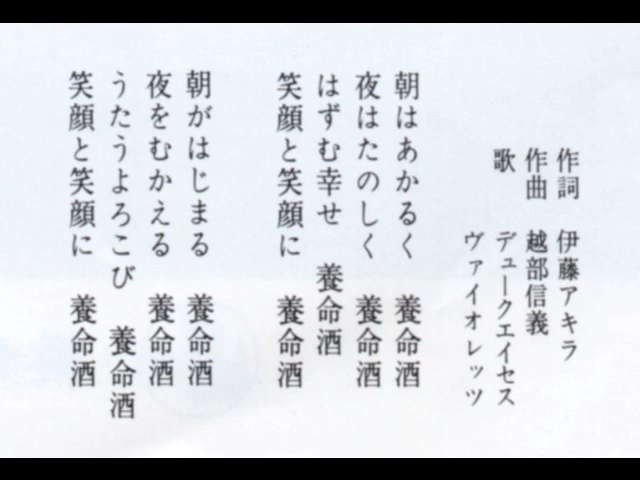 作詞 伊藤アキラ
作曲 越部信義
歌 デュークエイセス
ヴァイオレッツ
朝はあかるく 養命酒
夜はたのしく 養命酒
はずむ幸せ 養命酒
笑顔と笑顔に 養命酒
朝がはじまる 養命酒
夜をむかえる 養命酒
うたうよろこび 養命酒
笑顔と笑顔に 養命酒